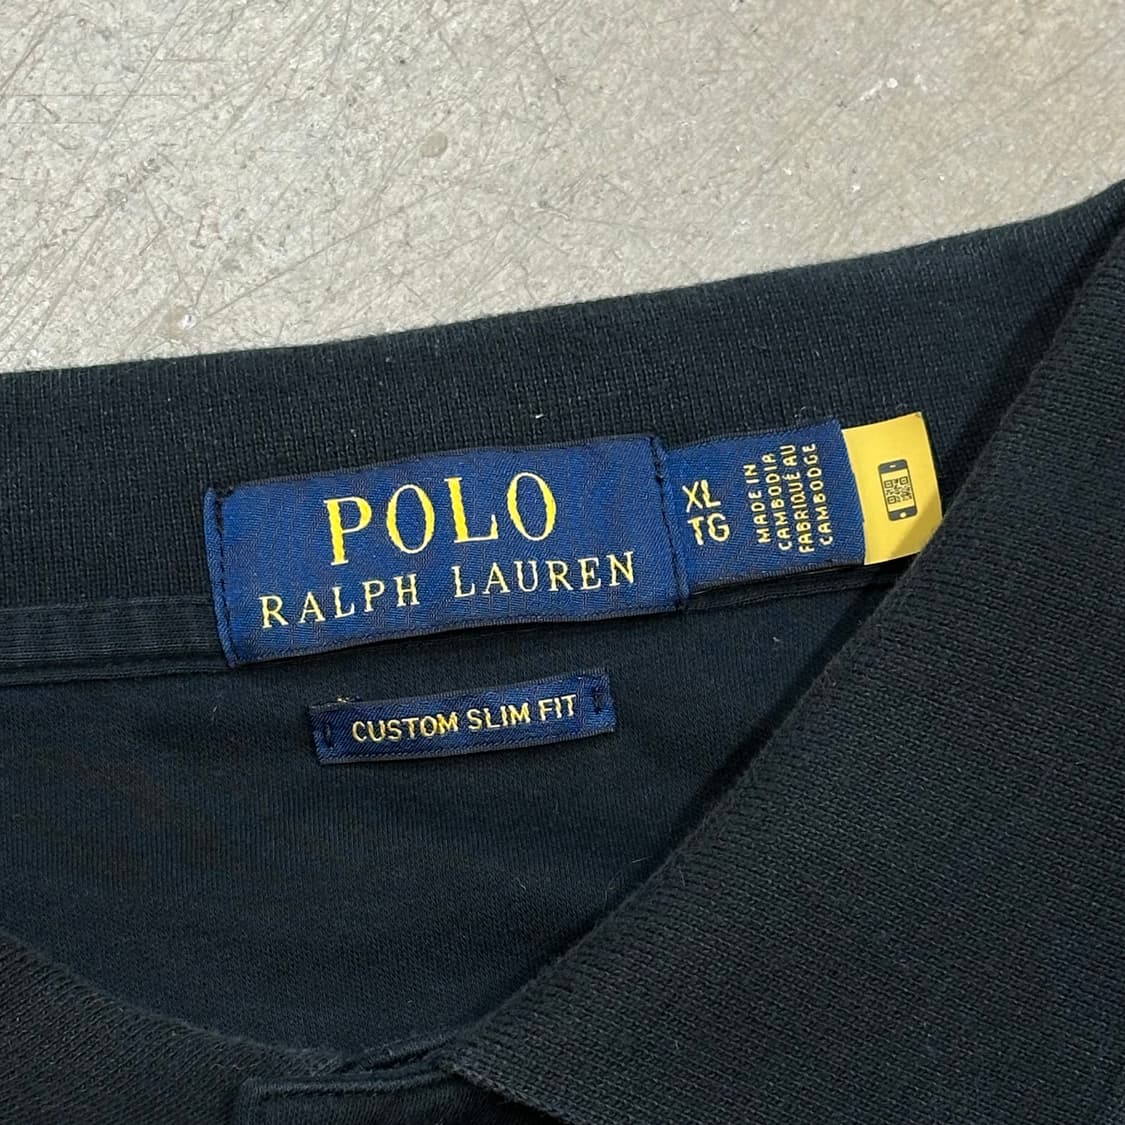 POLO
RALPH LAUREN
XL
TG
MADE IN
CAMBODIA
FABRIQUÉ AU
CAMBODGE
CUSTOM SLIM FIT